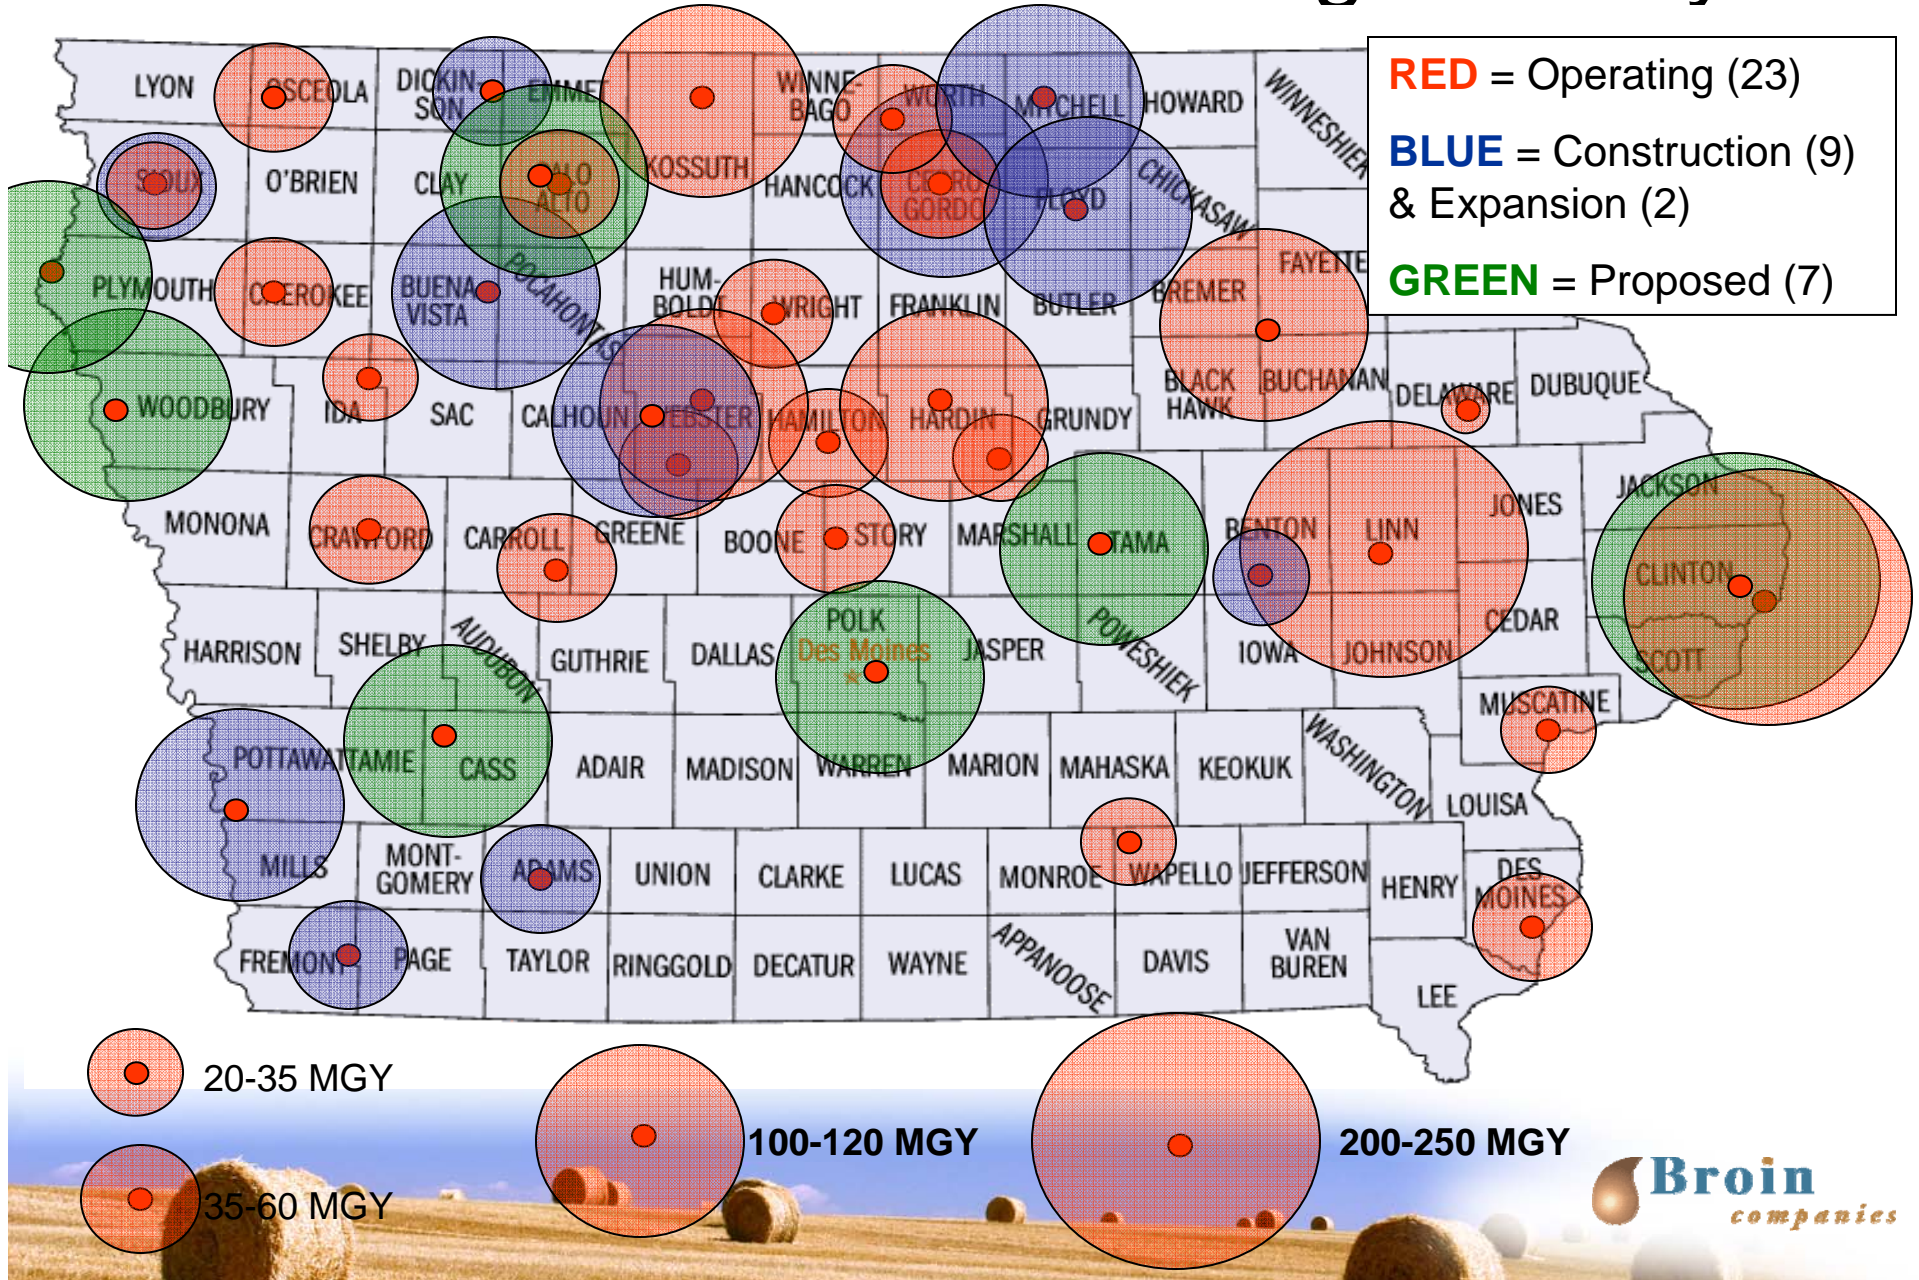 RED = Operating (23)
BLUE = Construction (9)
& Expansion (2)
GREEN = Proposed (7)
LYON
OSCEOLA
DICKIN-
SON
EMMET
WINNE-
BAGO
WORTH
MITCHELL
HOWARD
WINNESHIEK
SIOUX
O'BRIEN
CLAY
PALO
ALTO
KOSSUTH
HANCOCK
CERRO
GORDO
FLOYD
CHICKASAW
PLYMOUTH
CHEROKEE
BUENA
VISTA
POCAHONTAS
HUM-
BOLDT
WRIGHT
FRANKLIN
BUTLER
BREMER
FAYETTE
WOODBURY
IDA
SAC
CALHOUN
WEBSTER
HAMILTON
HARDIN
GRUNDY
BLACK
HAWK
BUCHANAN
DELAWARE
DUBUQUE
MONONA
CRAWFORD
CARROLL
GREENE
BOONE
STORY
MARSHALL
TAMA
BENTON
LINN
JONES
JACKSON
CLINTON
HARRISON
SHELBY
AUDUBON
GUTHRIE
DALLAS
POLK
Des Moines
JASPER
POWESHIEK
IOWA
JOHNSON
CEDAR
SCOTT
MUSCATINE
POTTAWATTAMIE
CASS
ADAIR
MADISON
WARREN
MARION
MAHASKA
KEOKUK
WASHINGTON
LOUISA
MILLS
MONT-
GOMERY
ADAMS
UNION
CLARKE
LUCAS
MONROE
WAPELLO
JEFFERSON
HENRY
DES
MOINES
FREMONT
PAGE
TAYLOR
RINGGOLD
DECATUR
WAYNE
APPANOOSE
DAVIS
VAN
BUREN
LEE
20-35 MGY
35-60 MGY
100-120 MGY
200-250 MGY
Broin
companies